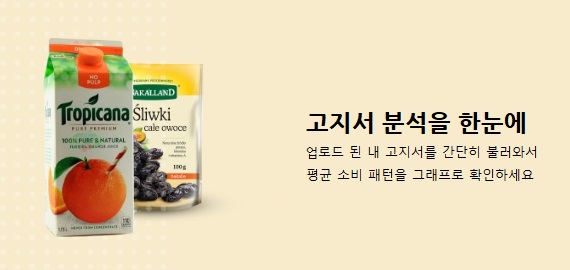 NO
PULP
Tropicana
PURE PREMIUM
100% PURE & NATURAL
BAKALLAND
Śliwki
całe owoce
100g
고지서 분석을 한눈에
업로드 된 내 고지서를 간단히 불러와서
평균 소비 패턴을 그래프로 확인하세요